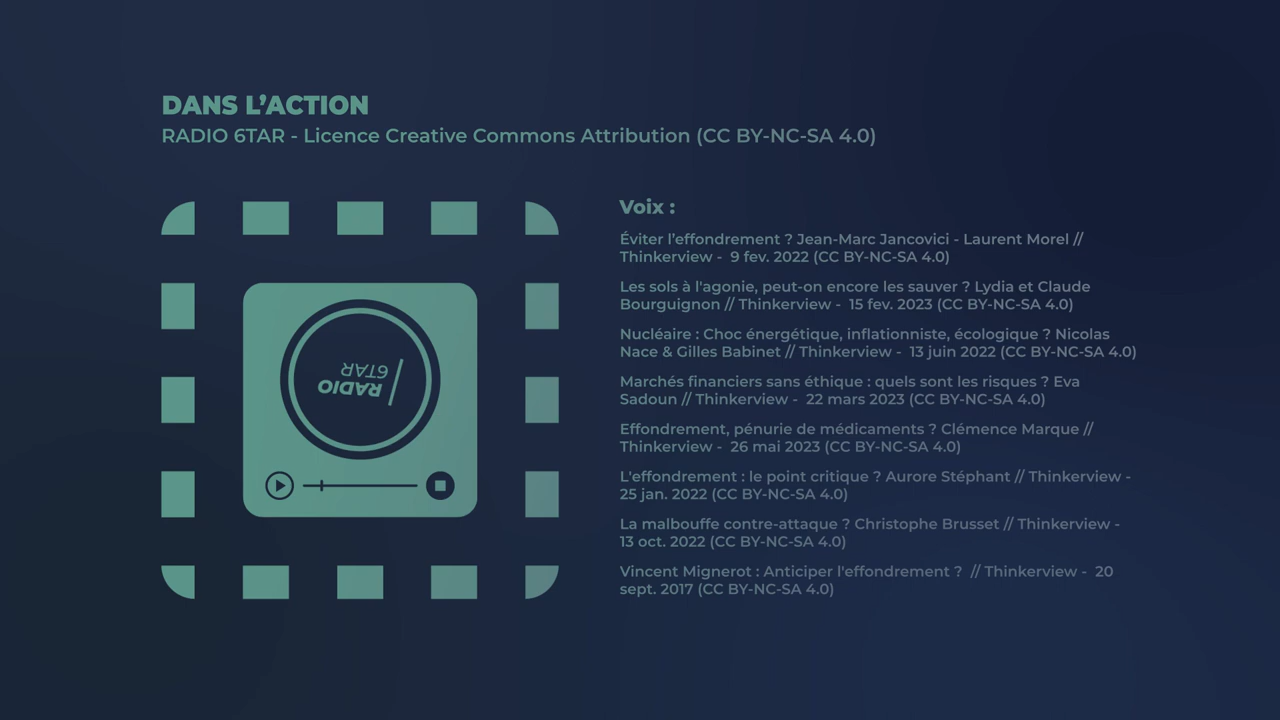 DANS L’ACTION
RADIO 6TAR - Licence Creative Commons Attribution (CC BY-NC-SA 4.0)
RADIO
6TAR
Voix :
Éviter l’effondrement ? Jean-Marc Jancovici - Laurent Morel //
Thinkerview -  9 fev. 2022 (CC BY-NC-SA 4.0)
Les sols à l'agonie, peut-on encore les sauver ? Lydia et Claude
Bourguignon // Thinkerview -  15 fev. 2023 (CC BY-NC-SA 4.0)
Nucléaire : Choc énergétique, inflationniste, écologique ? Nicolas
Nace & Gilles Babinet // Thinkerview -  13 juin 2022 (CC BY-NC-SA 4.0)
Marchés financiers sans éthique : quels sont les risques ? Eva
Sadoun // Thinkerview -  22 mars 2023 (CC BY-NC-SA 4.0)
Effondrement, pénurie de médicaments ? Clémence Marque //
Thinkerview -  26 mai 2023 (CC BY-NC-SA 4.0)
L'effondrement : le point critique ? Aurore Stéphant // Thinkerview -
25 jan. 2022 (CC BY-NC-SA 4.0)
La malbouffe contre-attaque ? Christophe Brusset // Thinkerview -
13 oct. 2022 (CC BY-NC-SA 4.0)
Vincent Mignerot : Anticiper l'effondrement ?  // Thinkerview -  20
sept. 2017 (CC BY-NC-SA 4.0)